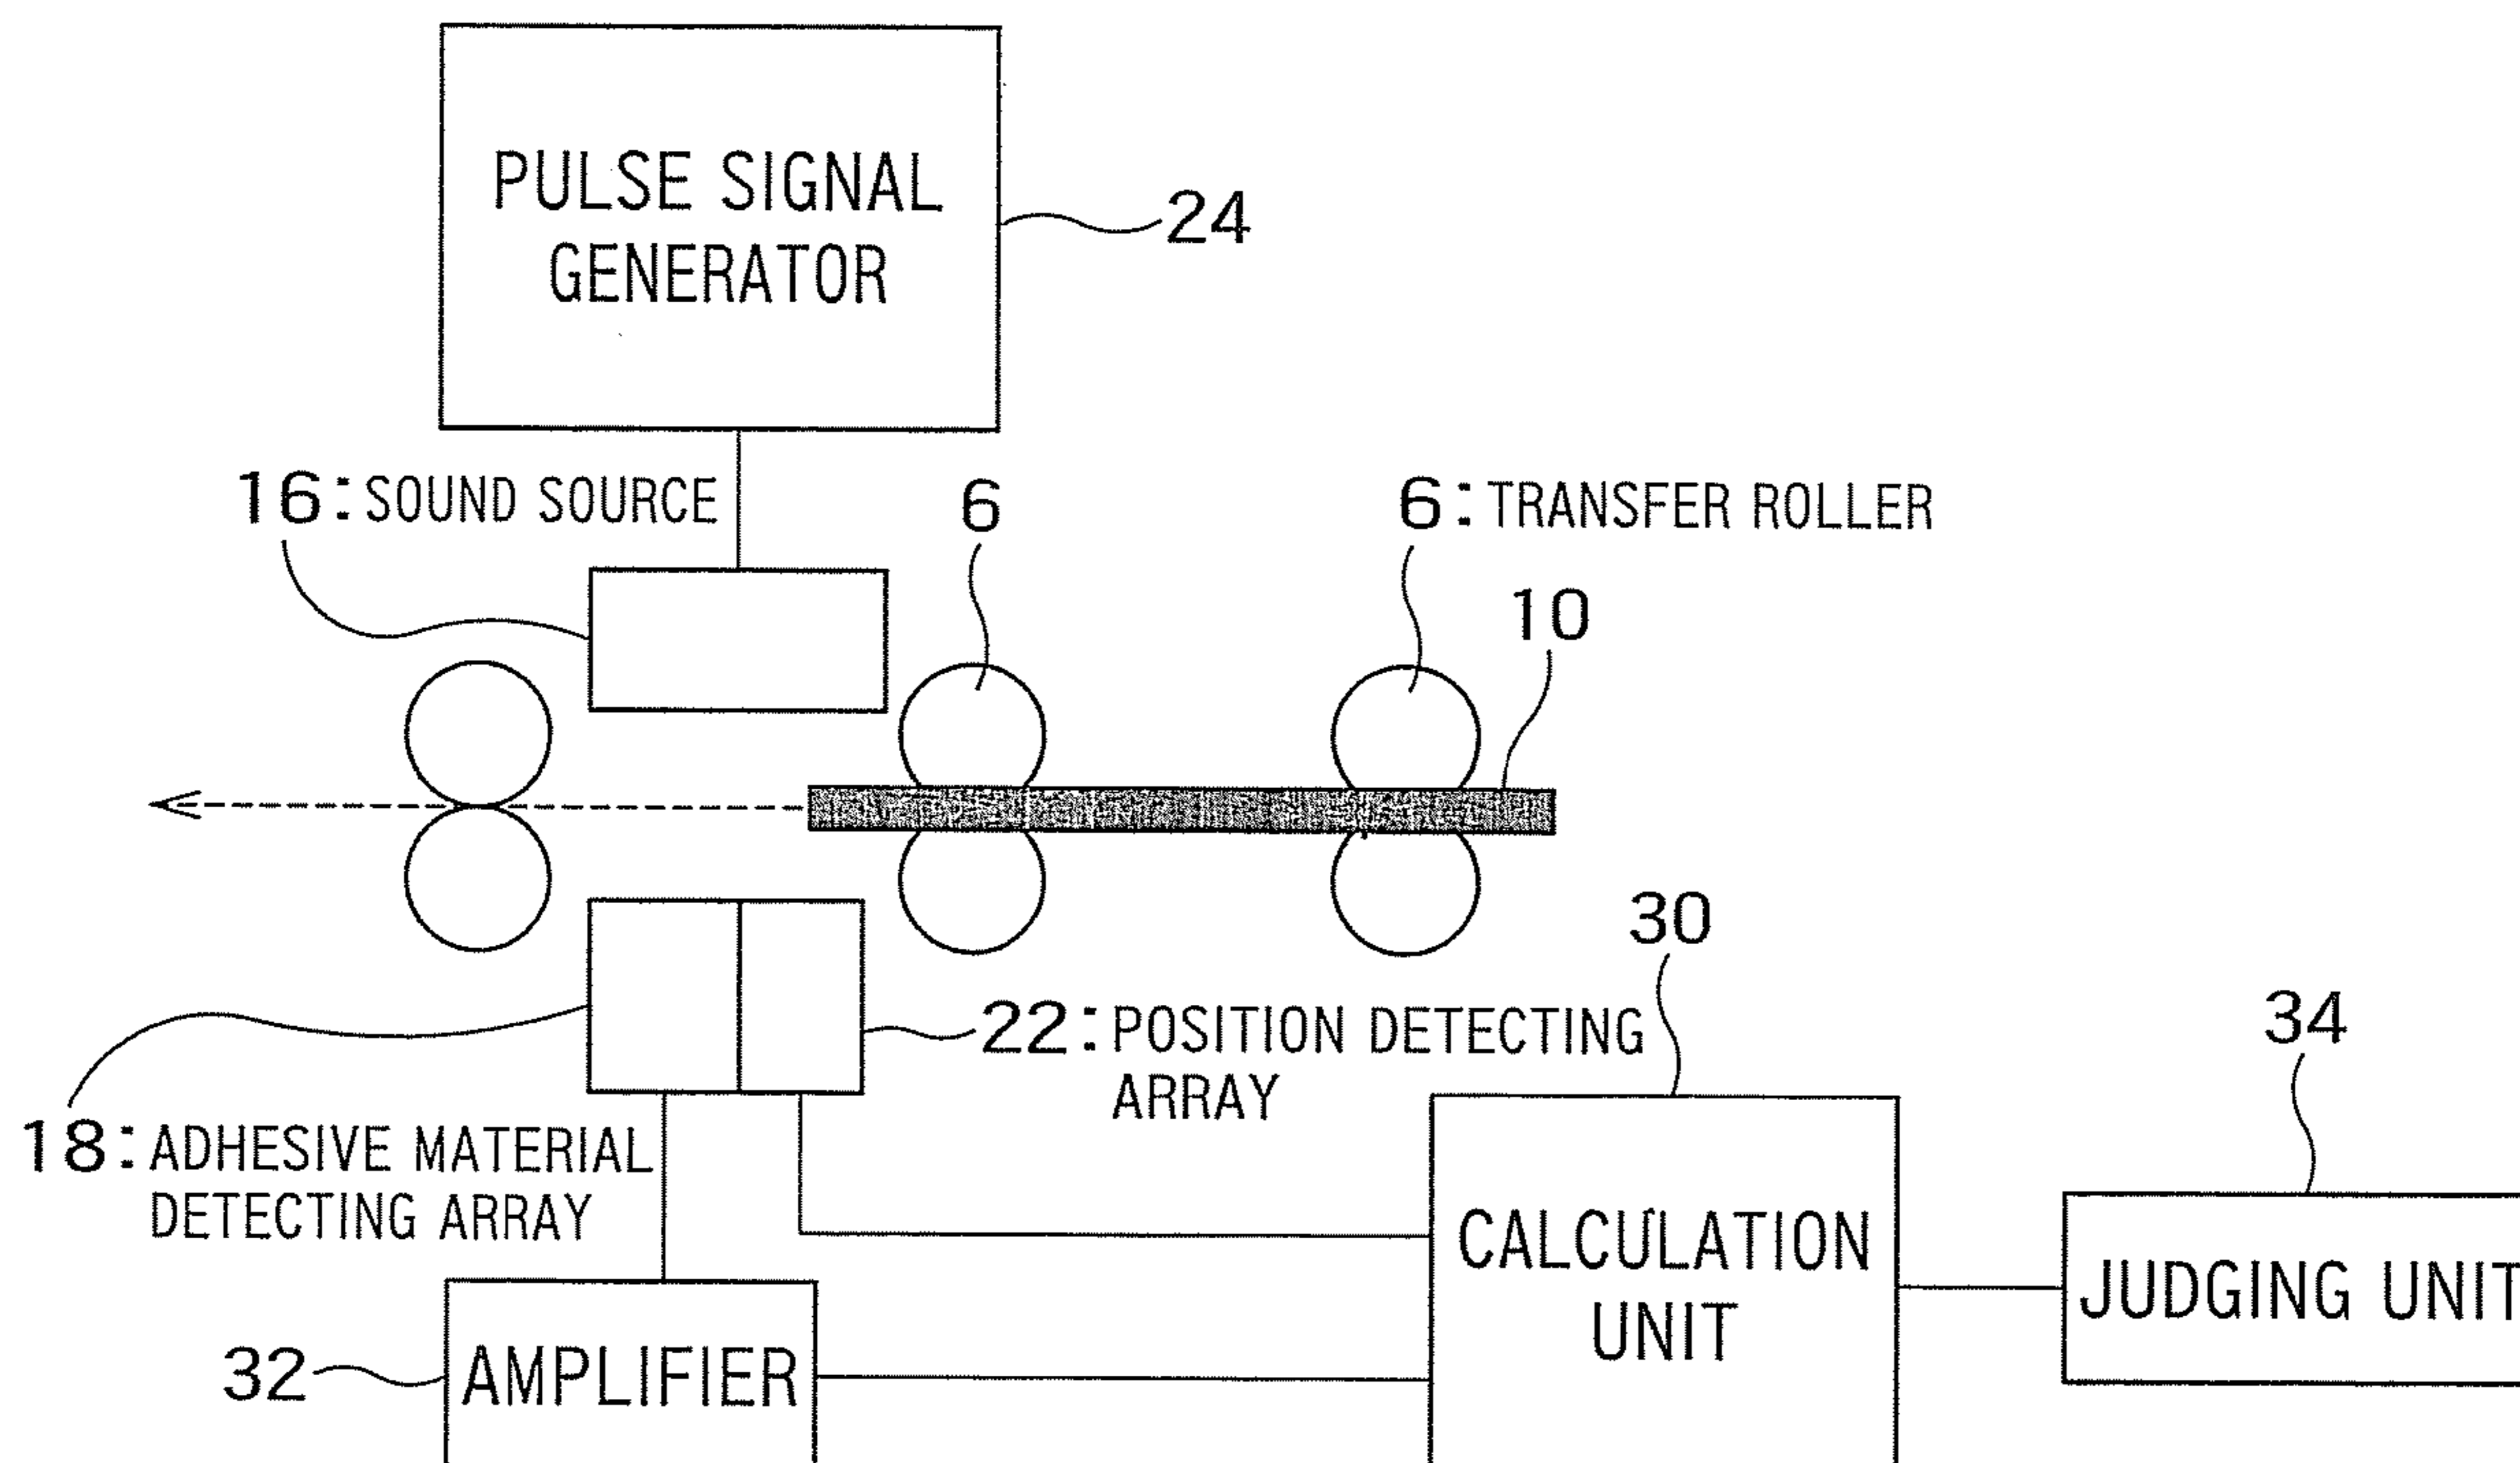 PULSE SIGNAL
GENERATOR
24
16: SOUND SOURCE
6
6: TRANSFER ROLLER
10
30
22: POSITION DETECTING
ARRAY
34
18: ADHESIVE MATERIAL
DETECTING ARRAY
CALCULATION
UNIT
JUDGING UNIT
32
AMPLIFIER